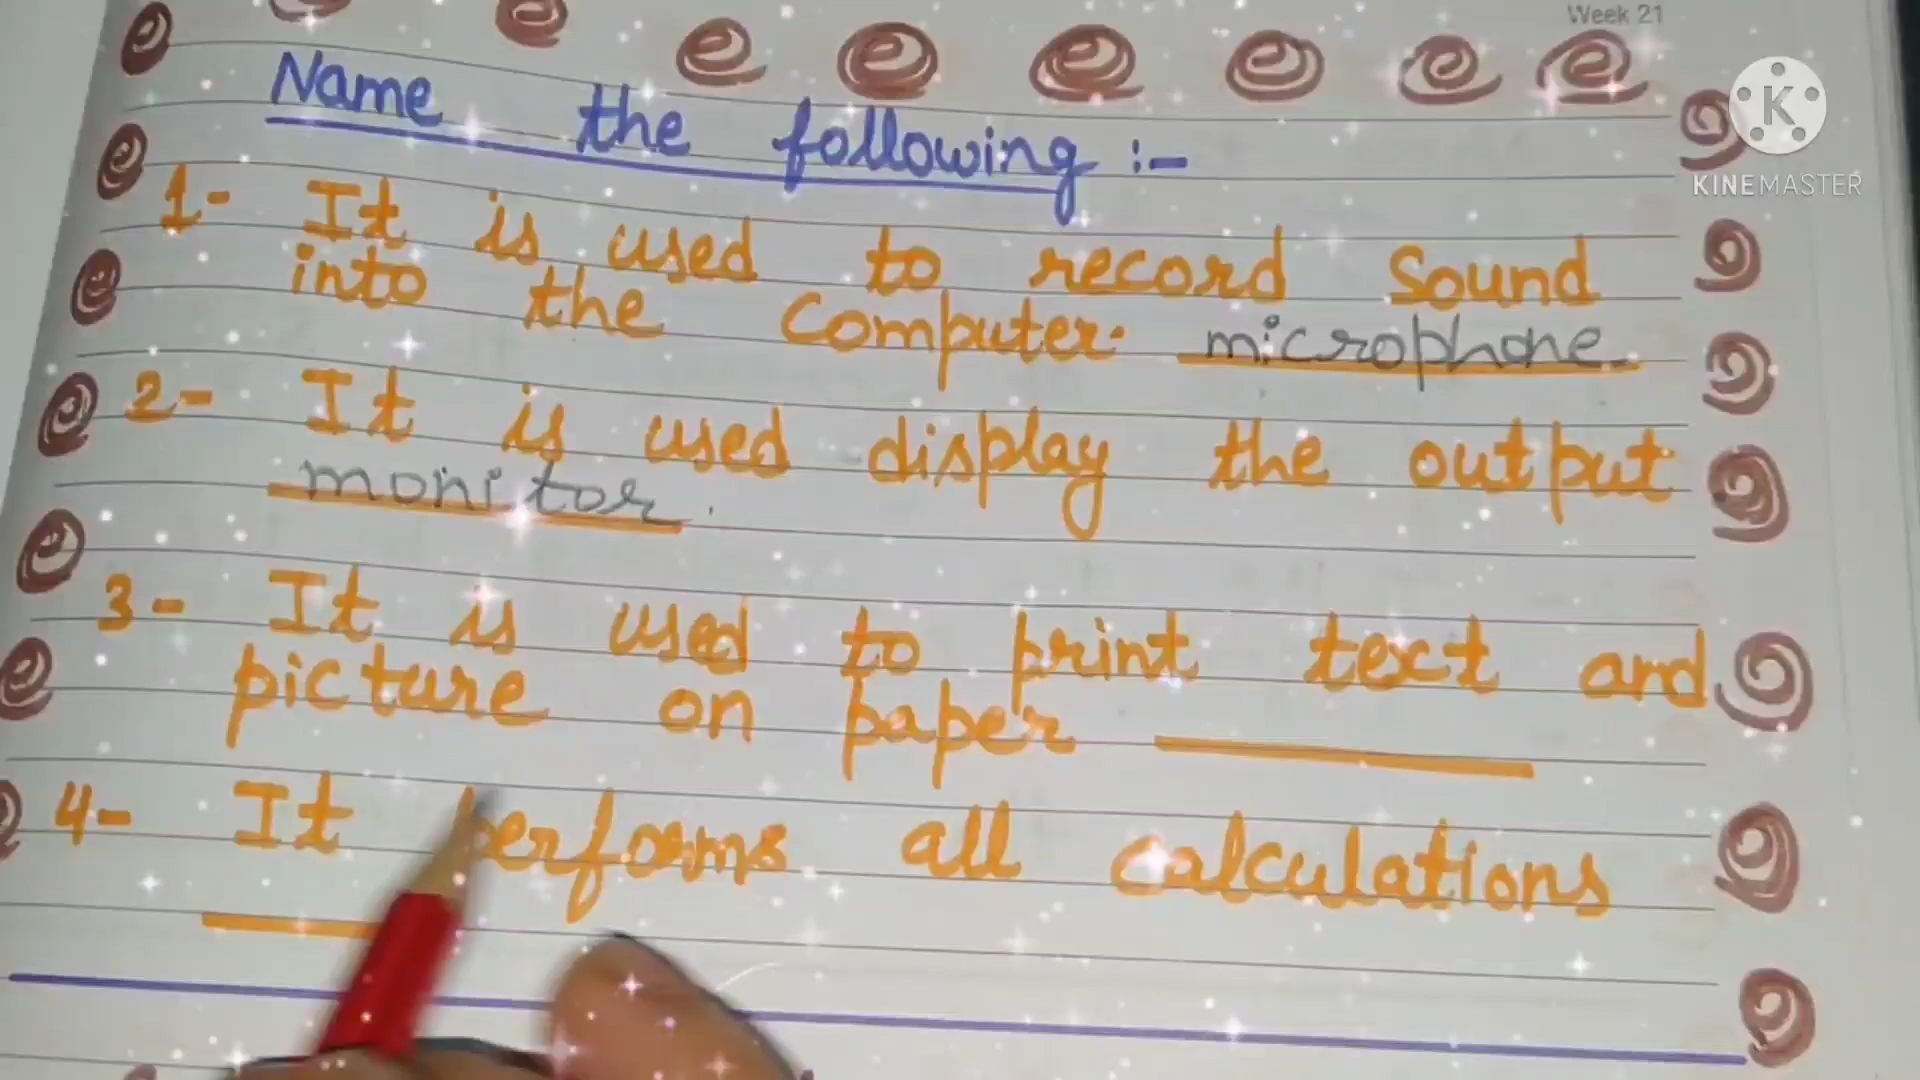 Week 21
Name the following :-
KINEMASTER
1- It is used to record Sound
into the Computer. microphone
2- It is used display the output
monitor.
3- It is used to print text and
picture on paper
4- It performs all calculations